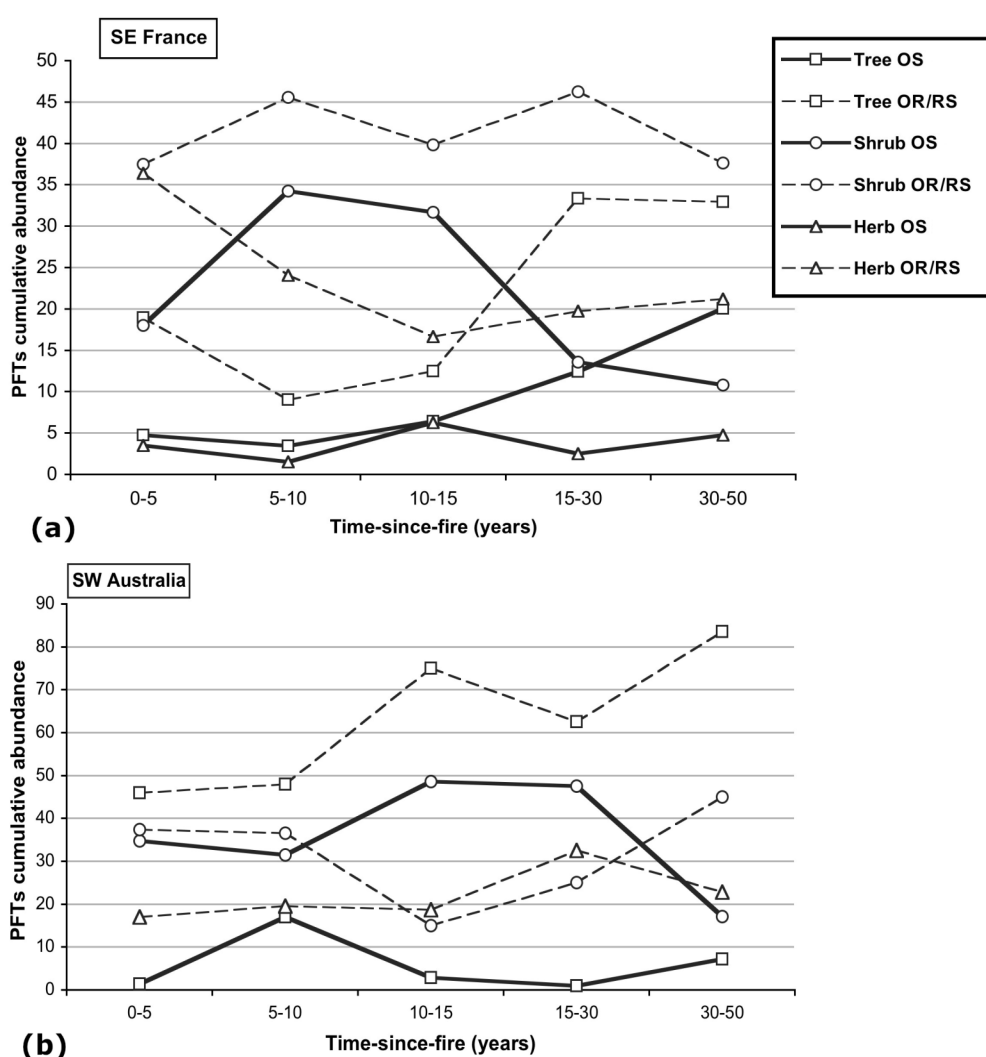 SE France
50
45
40
35
30
25
20
15
10
5
0
PFTs cumulative abundance
0-5 5-10 10-15 15-30 30-50
Time-since-fire (years)
(a)
Tree OS
Tree OR/RS
Shrub OS
Shrub OR/RS
Herb OS
Herb OR/RS
SW Australia
90
80
70
60
50
40
30
20
10
0
PFTs cumulative abundance
0-5 5-10 10-15 15-30 30-50
Time-since-fire (years)
(b)